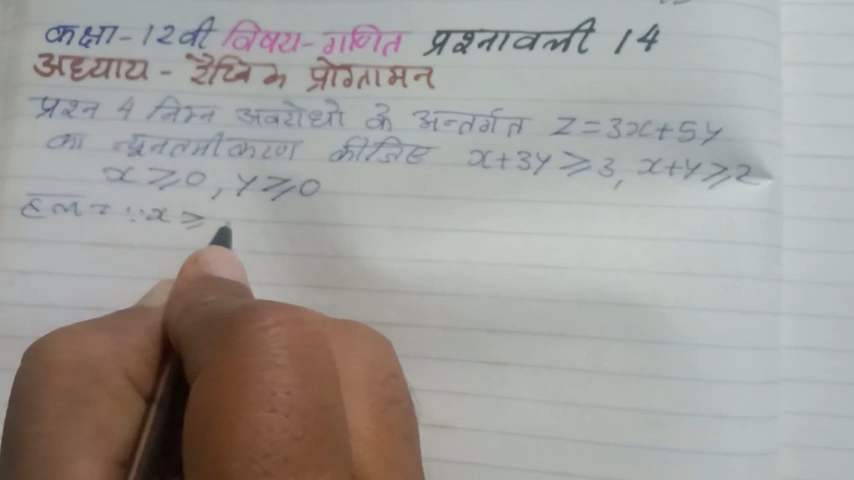 कक्षा-12वी विषय-गणित प्रश्नावली 14
अध्याय - रैखिक प्रोग्रामन
प्रश्न 4 निम्न अवरोधो के अन्तर्गत Z=3x+5y
का न्यूनतमीकरण कीजिए x+3y≥3, x+y≥2
x≥0, y≥0
हल- ∵x≥